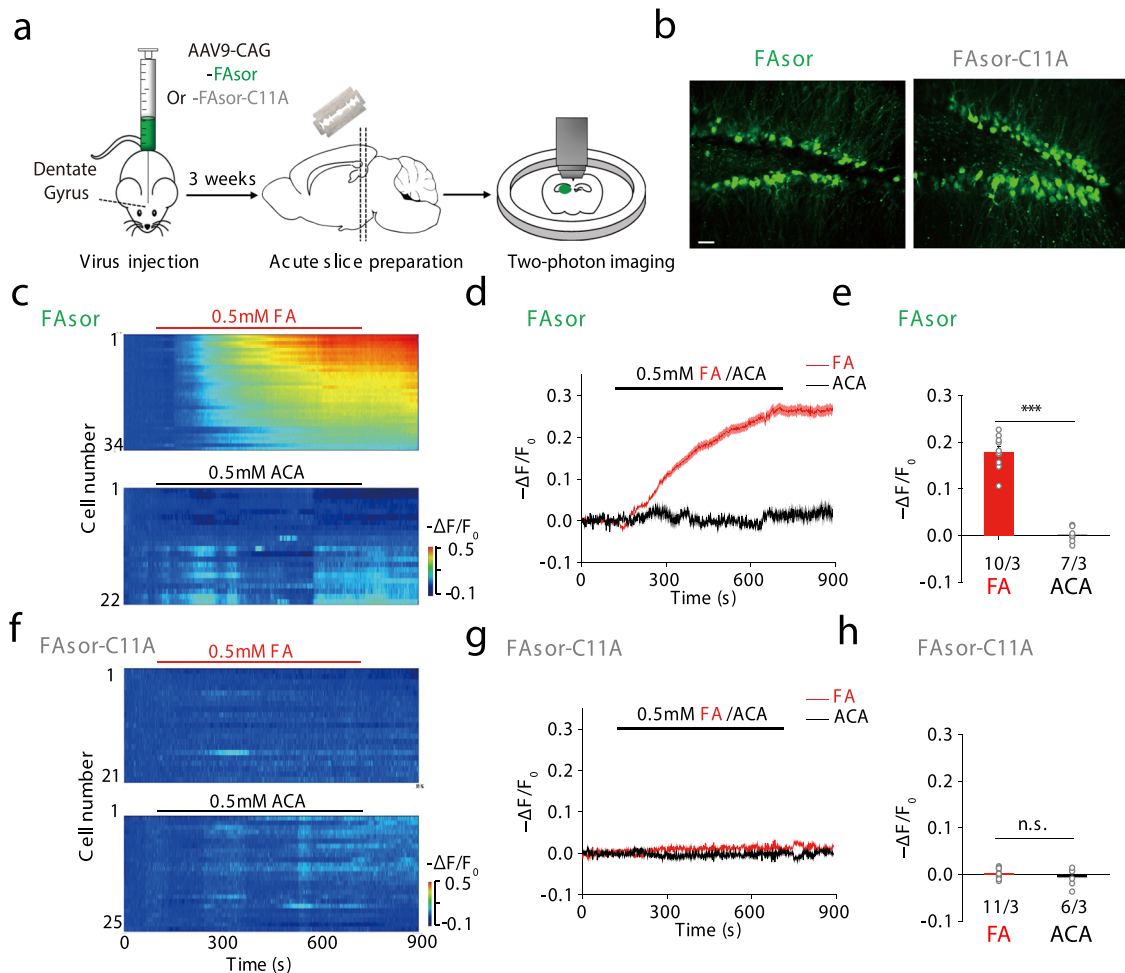 a
AAV9-CAG
-FAsor
Or -FAsor-C11A
Dentate
Gyrus
3 weeks
Virus injection
Acute slice preparation
Two-photon imaging
b
FAsor
FAsor-C11A
c
FAsor
0.5mM FA
1
34
0.5mM ACA
1
22
Cell number
-ΔF/F0
0.5
-0.1
d
FAsor
FA
ACA
0.5mM FA/ACA
0.3
0.2
0.1
0.0
-0.1
−ΔF/F0
0 300 600 900
Time (s)
e
FAsor
***
0.3
0.2
0.1
0.0
-0.1
−ΔF/F0
10/3 7/3
FA ACA
f
FAsor-C11A
0.5mM FA
1
21
0.5mM ACA
1
25
Cell number
-ΔF/F0
0.5
-0.1
0 300 600 900
Time (s)
g
FAsor-C11A
FA
ACA
0.5mM FA/ACA
0.3
0.2
0.1
0.0
-0.1
−ΔF/F0
0 300 600 900
Time (s)
h
FAsor-C11A
n.s.
0.3
0.2
0.1
0.0
-0.1
−ΔF/F0
11/3 6/3
FA ACA